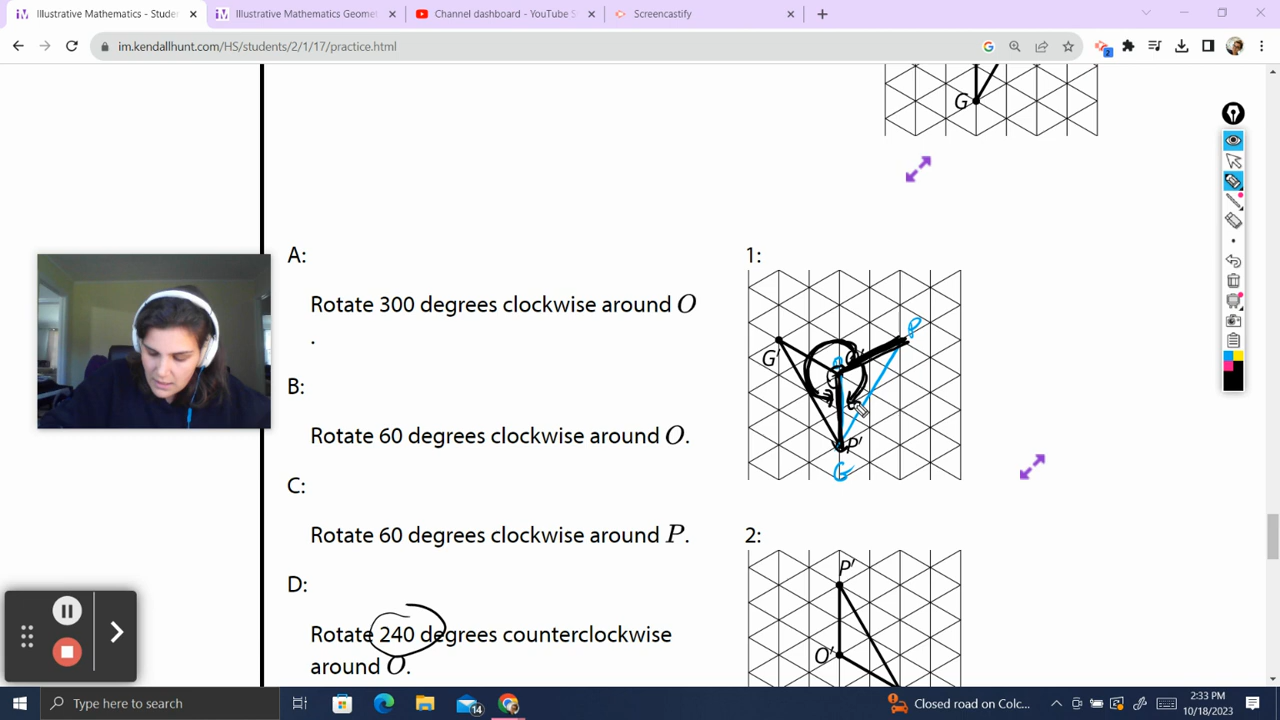 Illustrative Mathematics - Studen
Illustrative Mathematics Geomet
Channel dashboard - YouTube S
Screencastify
im.kendallhunt.com/HS/students/2/1/17/practice.html
2
G
A:
1:
Rotate 300 degrees clockwise around O
.
P
G'
O'
B:
Rotate 60 degrees clockwise around O.
P'
G
C:
Rotate 60 degrees clockwise around P.
2:
D:
P'
Rotate 240 degrees counterclockwise
around O.
O'
Type here to search
14
Closed road on Colc...
2:33 PM
10/18/2023